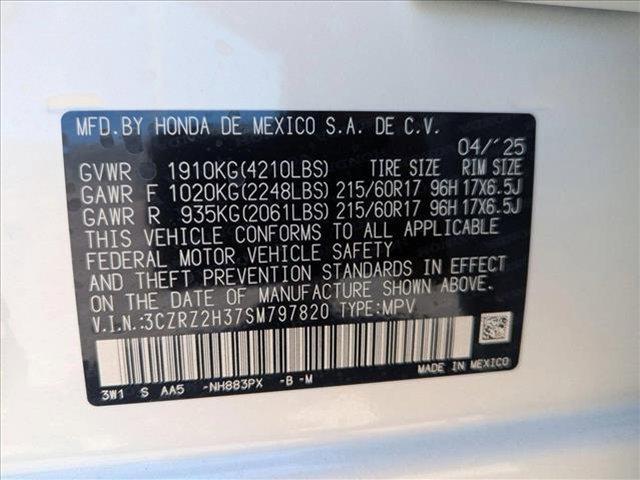 MFD.BY HONDA DE MEXICO S.A.DE C.V.
04/'25
GVWR 1910KG(4210LBS) TIRE SIZE RIM SIZE
GAWR F 1020KG(2248LBS) 215/60R17 96H 17X6.5J
GAWR R 935KG(2061LBS) 215/60R17 96H 17X6.5J
THIS VEHICLE CONFORMS TO ALL APPLICABLE
FEDERAL MOTOR VEHICLE SAFETY
AND THEFT PREVENTION STANDARDS IN EFFECT
ON THE DATE OF MANUFACTURE SHOWN ABOVE.
V.I.N.:3CZRZ2H37SM797820 TYPE:MPV
3W1 S AA5 -NH883PX -B -M
MADE IN MEXICO